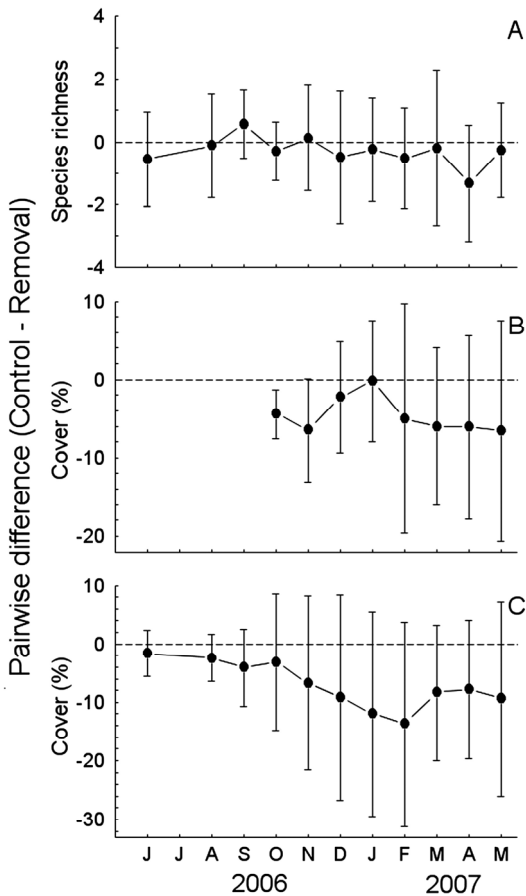 Pairwise difference (Control - Removal)
A
Species richness
4
2
0
-2
-4
B
Cover (%)
10
0
-10
-20
C
Cover (%)
10
0
-10
-20
-30
J J A S O N D J F M A M
2006 2007